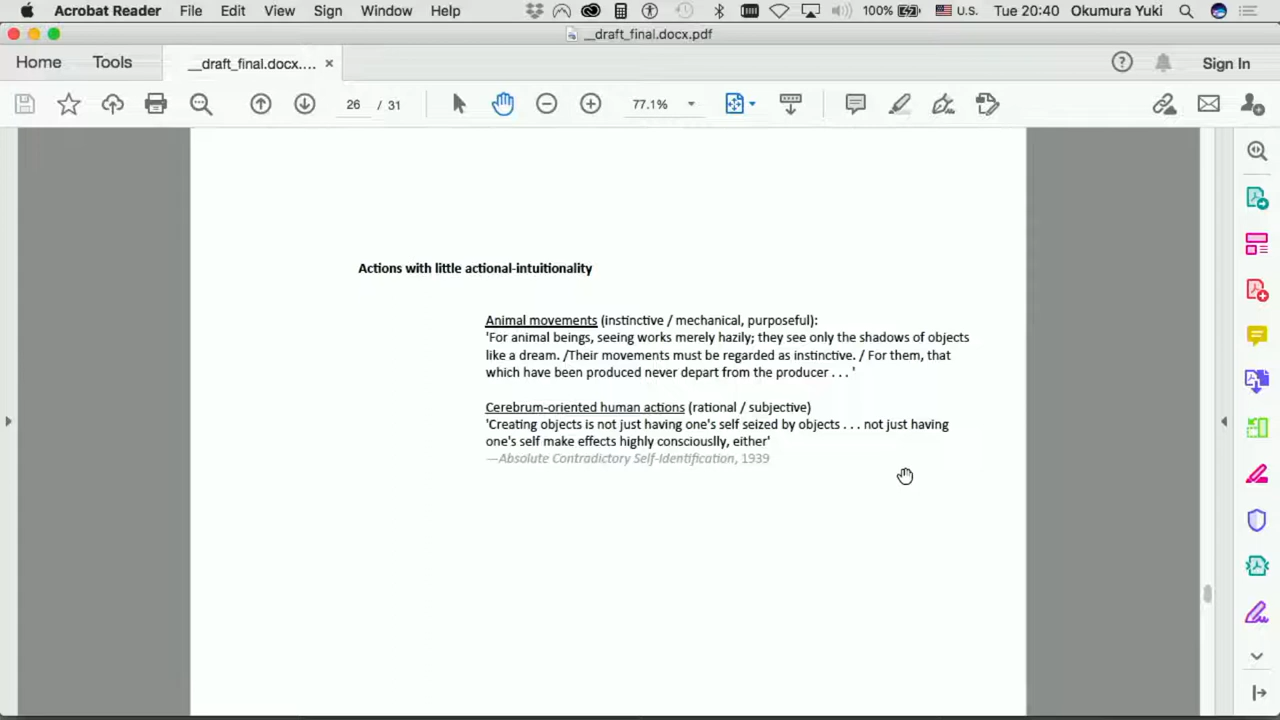 Acrobat Reader File Edit View Sign Window Help 100% U.S. Tue 20:40 Okumura Yuki
__draft_final.docx.pdf
Home Tools __draft_final.docx.... × Sign In
26 / 31 77.1%
Actions with little actional-intuitionality
Animal movements (instinctive / mechanical, purposeful):
'For animal beings, seeing works merely hazily; they see only the shadows of objects
like a dream. /Their movements must be regarded as instinctive. / For them, that
which have been produced never depart from the producer . . . '
Cerebrum-oriented human actions (rational / subjective)
'Creating objects is not just having one's self seized by objects . . . not just having
one's self make effects highly consciouslly, either'
—Absolute Contradictory Self-Identification, 1939